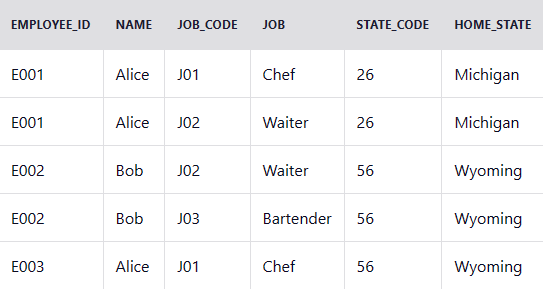 EMPLOYEE_ID NAME JOB_CODE JOB STATE_CODE HOME_STATE
E001 Alice J01 Chef 26 Michigan
E001 Alice J02 Waiter 26 Michigan
E002 Bob J02 Waiter 56 Wyoming
E002 Bob J03 Bartender 56 Wyoming
E003 Alice J01 Chef 56 Wyoming